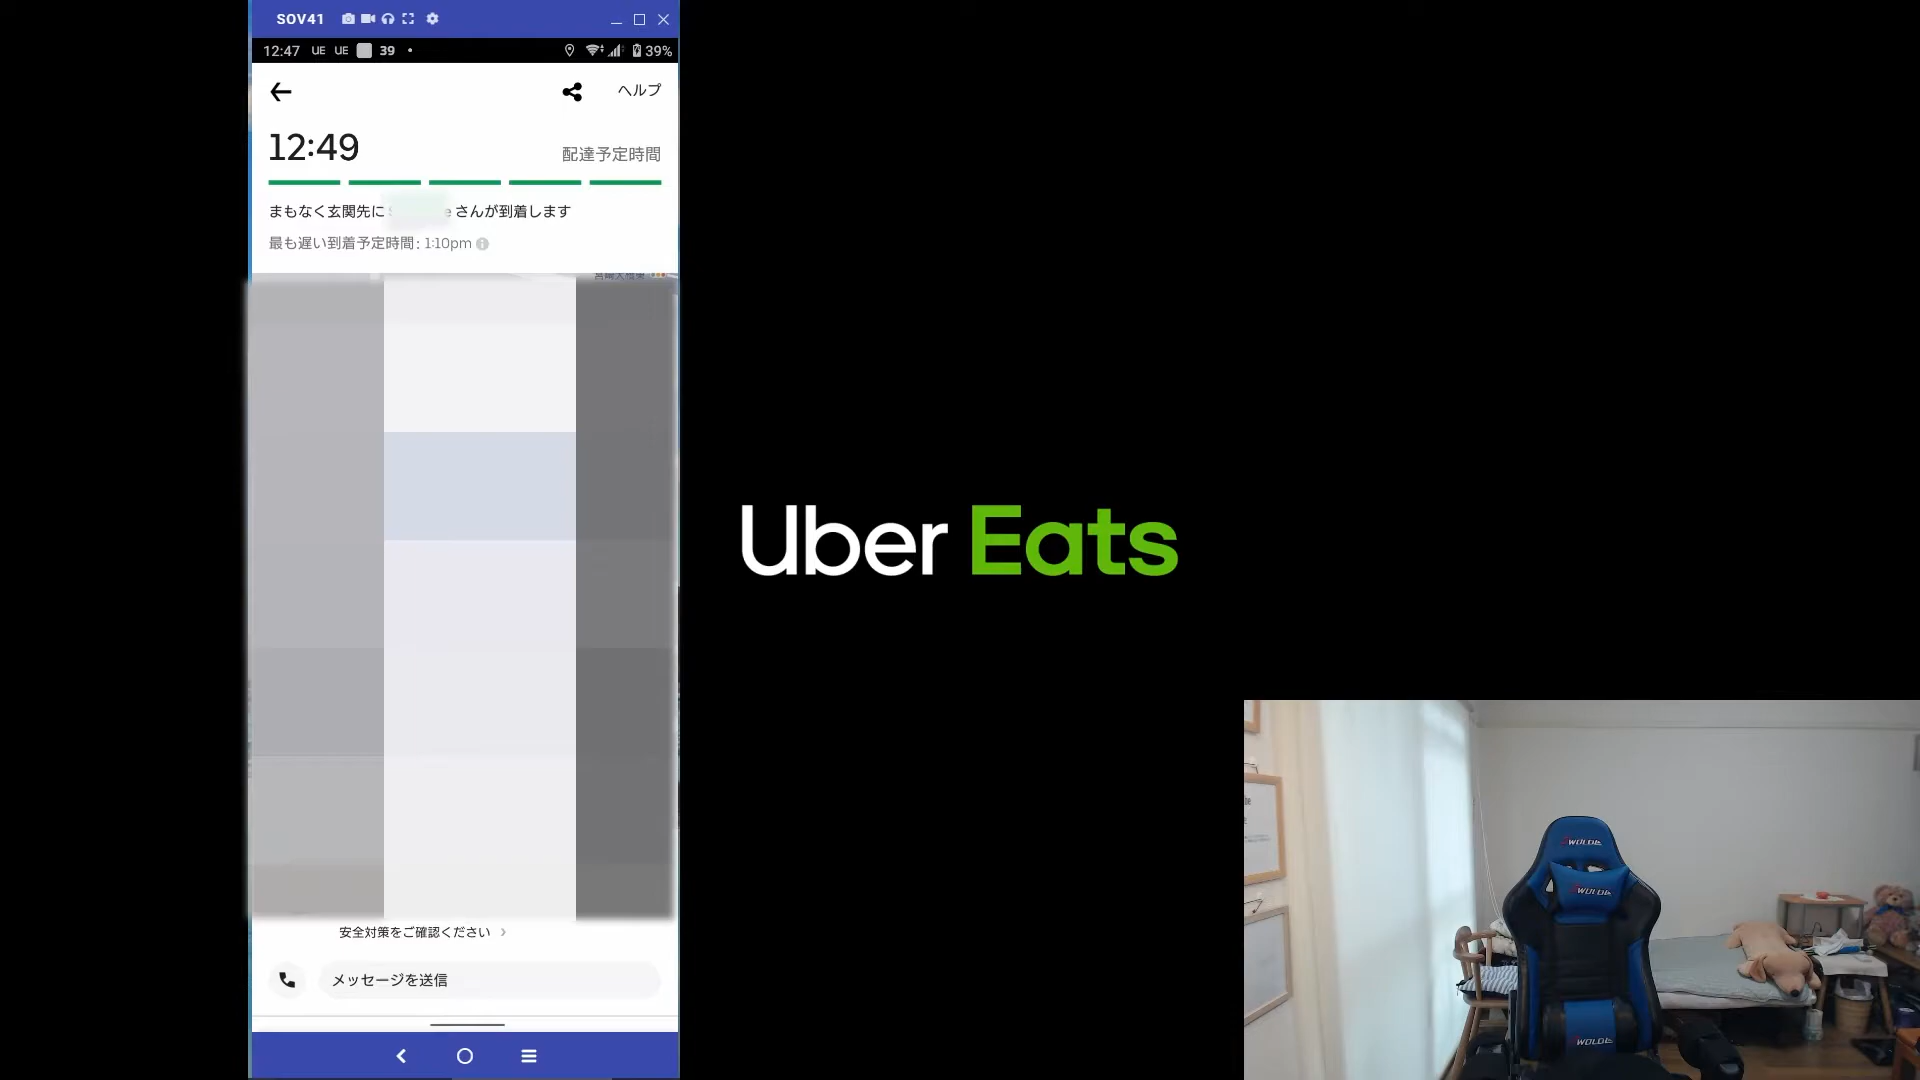 SOV41
12:47 UE UE 39 39%
ヘルプ
12:49
配達予定時間
まもなく玄関先に さんが到着します
最も遅い到着予定時間: 1:10pm
安全対策をご確認ください
メッセージを送信
Uber Eats